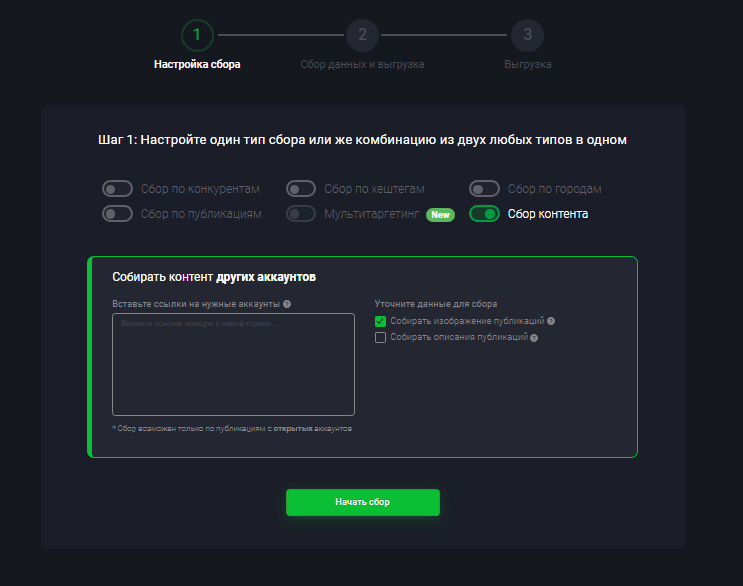 1 2 3
Настройка сбора Сбор данных и выгрузка Выгрузка
Шаг 1: Настройте один тип сбора или же комбинацию из двух любых типов в одном
Сбор по конкурентам Сбор по хештегам Сбор по городам
Сбор по публикациям Мультитаргетинг New Сбор контента
Собирать контент других аккаунтов
Вставьте ссылки на нужные аккаунты ? Уточните данные для сбора
Введите ссылки, каждую с новой строки...
Собирать изображение публикаций ?
Собирать описания публикаций ?
* Сбор возможен только по публикациям с открытых аккаунтов
Начать сбор